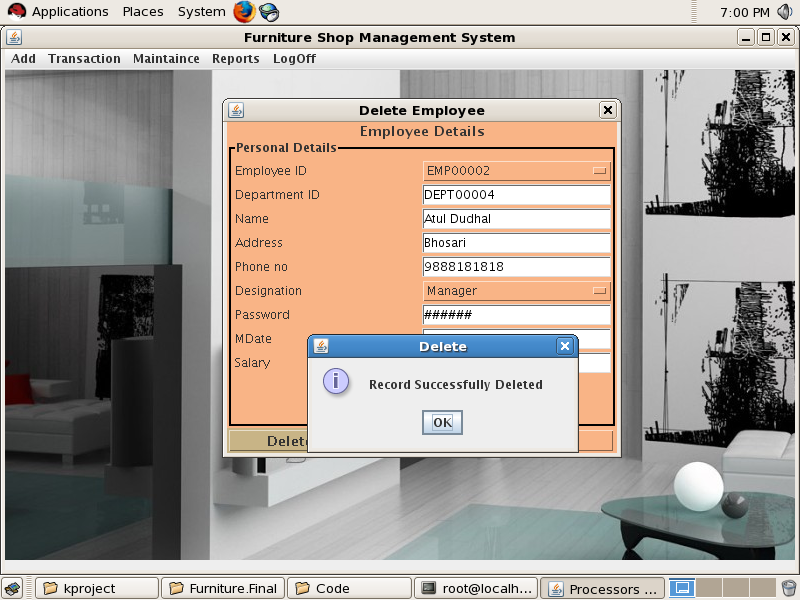 Applications Places System 7:00 PM
Furniture Shop Management System
Add Transaction Maintaince Reports LogOff
Delete Employee
Employee Details
Personal Details
Employee ID EMP00002
Department ID DEPT00004
Name Atul Dudhal
Address Bhosari
Phone no 9888181818
Designation Manager
Password ######
MDate
Salary
Delete
Record Successfully Deleted
OK
Delete
kproject Furniture.Final Code root@localh... Processors ...